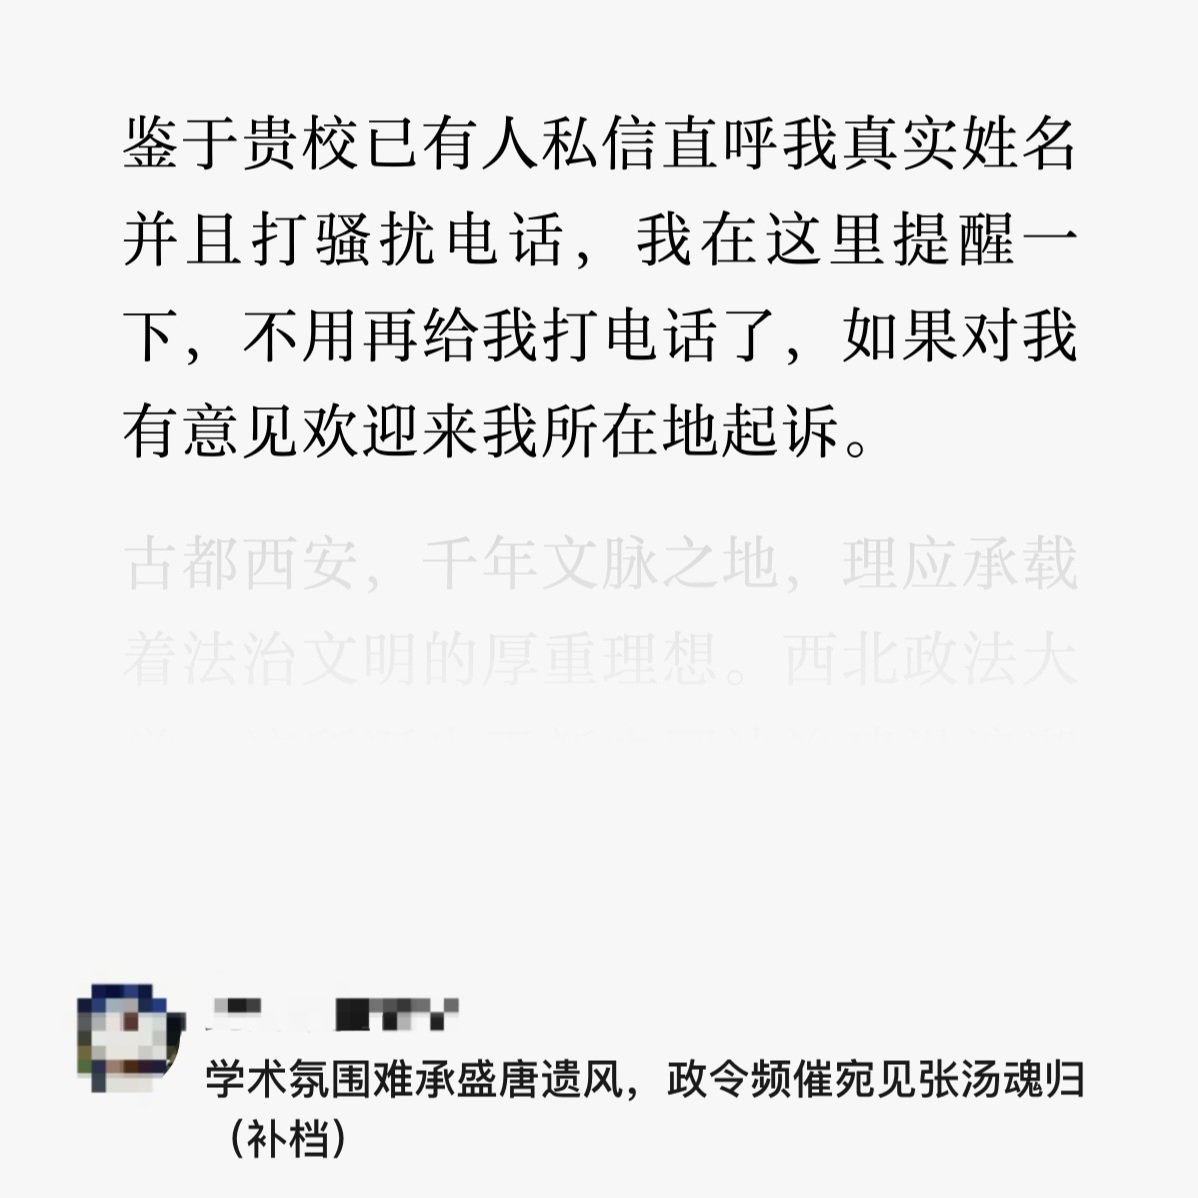 鉴于贵校已有人私信直呼我真实姓名
并且打骚扰电话，我在这里提醒一
下，不用再给我打电话了，如果对我
有意见欢迎来我所在地起诉。
古都西安，千年文脉之地，理应承载
着法治文明的厚重理想。西北政法大
学术氛围难承盛唐遗风，政令频催宛见张汤魂归
（补档）